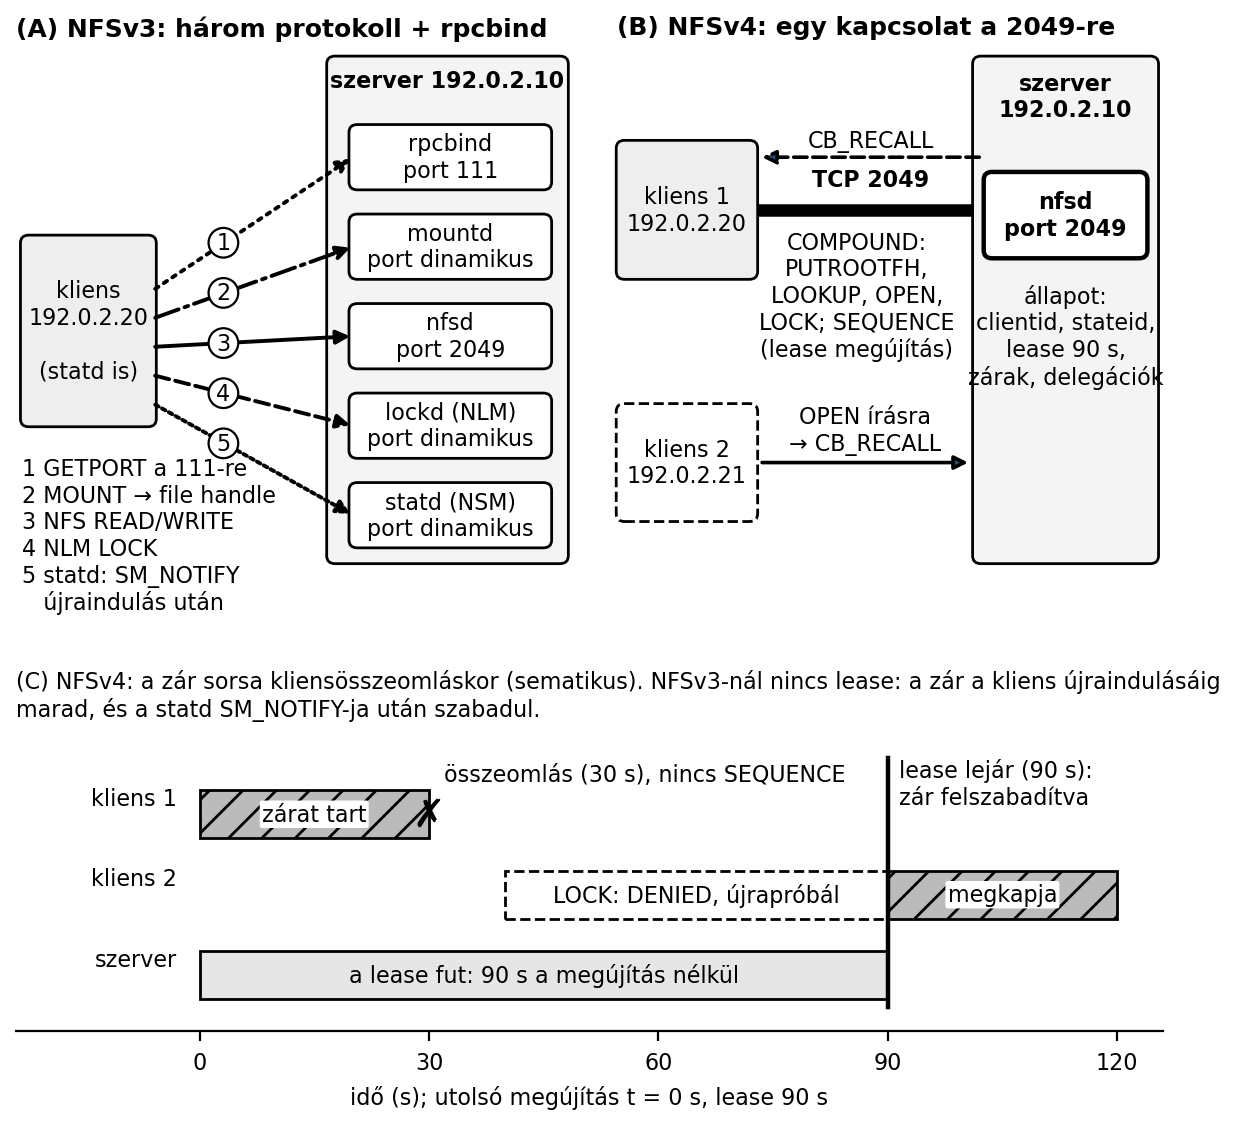 (A) NFSv3: három protokoll + rpcbind
szerver 192.0.2.10
rpcbind
port 111
mountd
port dinamikus
nfsd
port 2049
lockd (NLM)
port dinamikus
statd (NSM)
port dinamikus
kliens
192.0.2.20
(statd is)
1
2
3
4
5
1 GETPORT a 111-re
2 MOUNT → file handle
3 NFS READ/WRITE
4 NLM LOCK
5 statd: SM_NOTIFY
újraindulás után
(B) NFSv4: egy kapcsolat a 2049-re
szerver
192.0.2.10
CB_RECALL
TCP 2049
kliens 1
192.0.2.20
nfsd
port 2049
COMPOUND:
PUTROOTFH,
LOOKUP, OPEN,
LOCK; SEQUENCE
(lease megújítás)
állapot:
clientid, stateid,
lease 90 s,
zárak, delegációk
kliens 2
192.0.2.21
OPEN írásra
→ CB_RECALL
(C) NFSv4: a zár sorsa kliensösszeomláskor (sematikus). NFSv3-nál nincs lease: a zár a kliens újraindulásáig
marad, és a statd SM_NOTIFY-ja után szabadul.
összeomlás (30 s), nincs SEQUENCE
lease lejár (90 s):
zár felszabadítva
kliens 1
zárat tart
kliens 2
LOCK: DENIED, újrapróbál
megkapja
szerver
a lease fut: 90 s a megújítás nélkül
0
30
60
90
120
idő (s); utolsó megújítás t = 0 s, lease 90 s